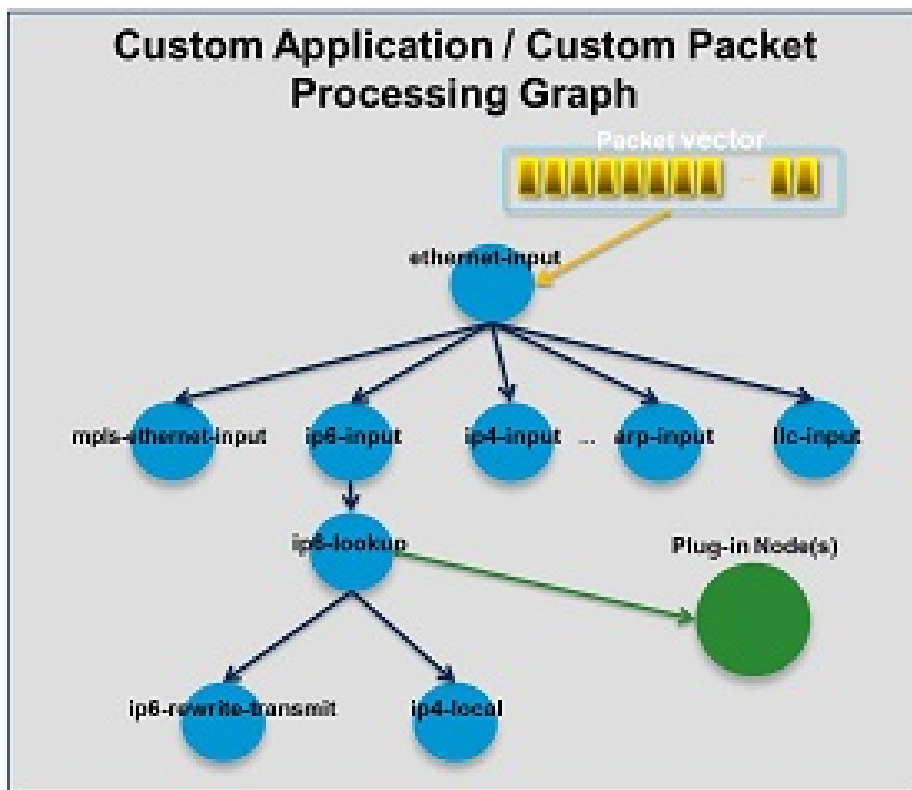 Custom Application / Custom Packet
Processing Graph
Packet vector
...
ethernet-input
mpls-ethernet-input
ip6-input
ip4-input
...
arp-input
llc-input
ip6-lookup
Plug-in Node(s)
ip6-rewrite-transmit
ip4-local